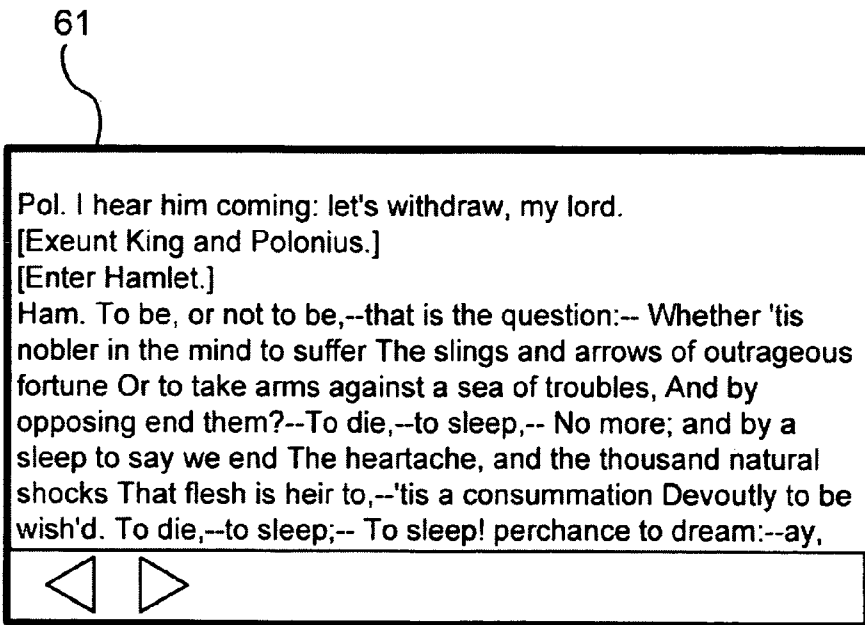 61
Pol. I hear him coming: let's withdraw, my lord.
[Exeunt King and Polonius.]
[Enter Hamlet.]
Ham. To be, or not to be,--that is the question:-- Whether 'tis
nobler in the mind to suffer The slings and arrows of outrageous
fortune Or to take arms against a sea of troubles, And by
opposing end them?--To die,--to sleep,-- No more; and by a
sleep to say we end The heartache, and the thousand natural
shocks That flesh is heir to,--'tis a consummation Devoutly to be
wish'd. To die,--to sleep;-- To sleep! perchance to dream:--ay,